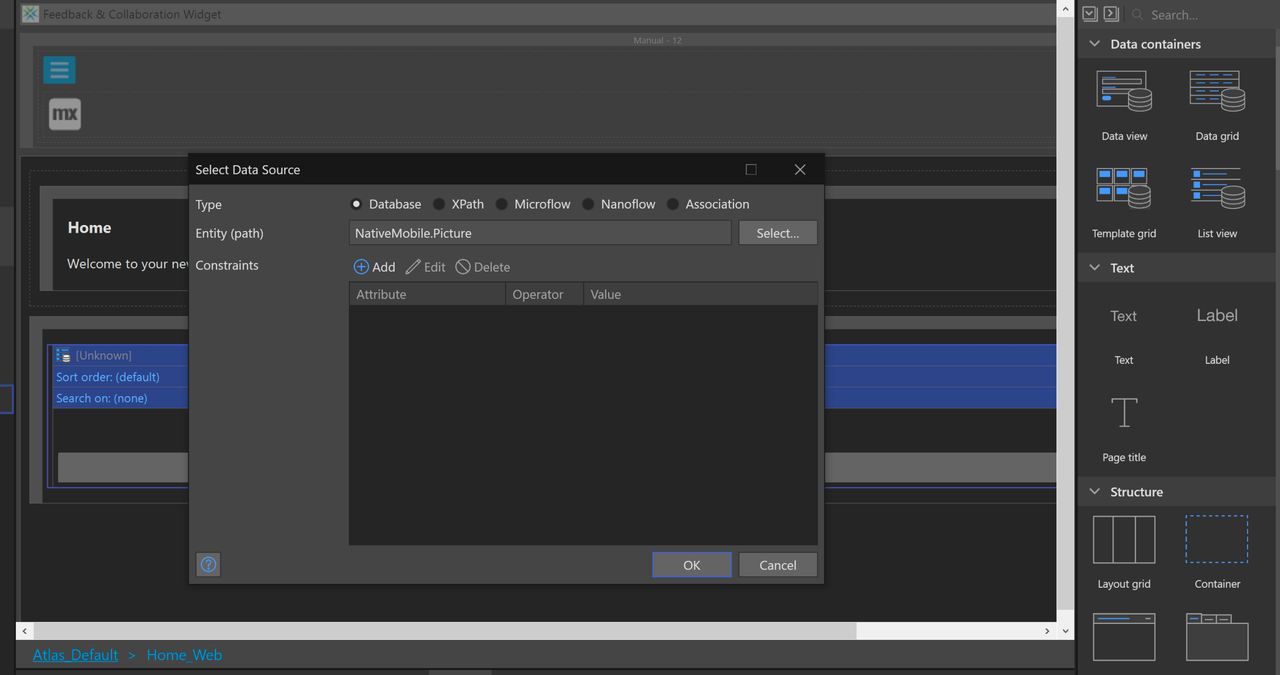 Feedback & Collaboration Widget
Manual - 12
mx
Home
Welcome to your nev
[Unknown]
Sort order: (default)
Search on: (none)
Select Data Source
Type
Database
XPath
Microflow
Nanoflow
Association
Entity (path)
NativeMobile.Picture
Select...
Constraints
Add
Edit
Delete
Attribute
Operator
Value
?
OK
Cancel
Atlas_Default > Home_Web
Search...
Data containers
Data view
Data grid
Template grid
List view
Text
Text
Label
Text
Label
Page title
Structure
Layout grid
Container